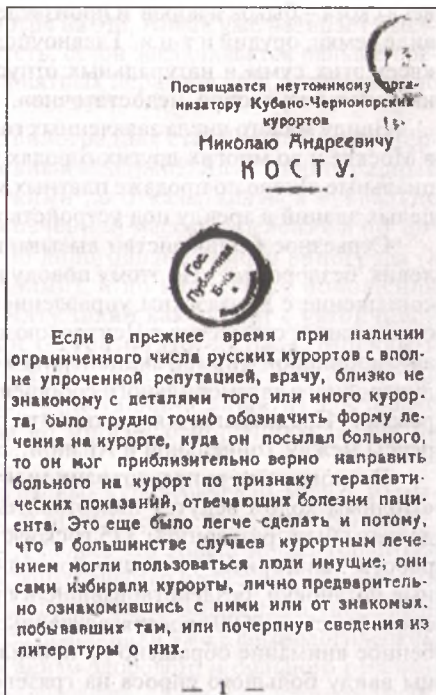 Посвящается неутомимому орга-
низатору Кубано-Черноморских
курортов
Николаю Андреевичу
КОСТУ.
Гос.
Публичная
Б-ка
Если в прежнее время при наличии
ограниченного числа русских курортов с впол-
не упроченной репутацией, врачу, близко не
знакомому с деталями того или иного курор-
та, было трудно точно обозначить форму ле-
чения на курорте, куда он посылал больного,
то он мог приблизительно верно направить
больного на курорт по признаку терапевти-
ческих показаний, отвечающих болезни паци-
ента. Это еще было легче сделать и потому,
что в большинстве случаев курортным лече-
нием могли пользоваться люди имущие; они
сами избирали курорты, лично предваритель-
но ознакомившись с ними или от знакомых,
побывавших там, или почерпнув сведения из
литературы о них.
— 1 —